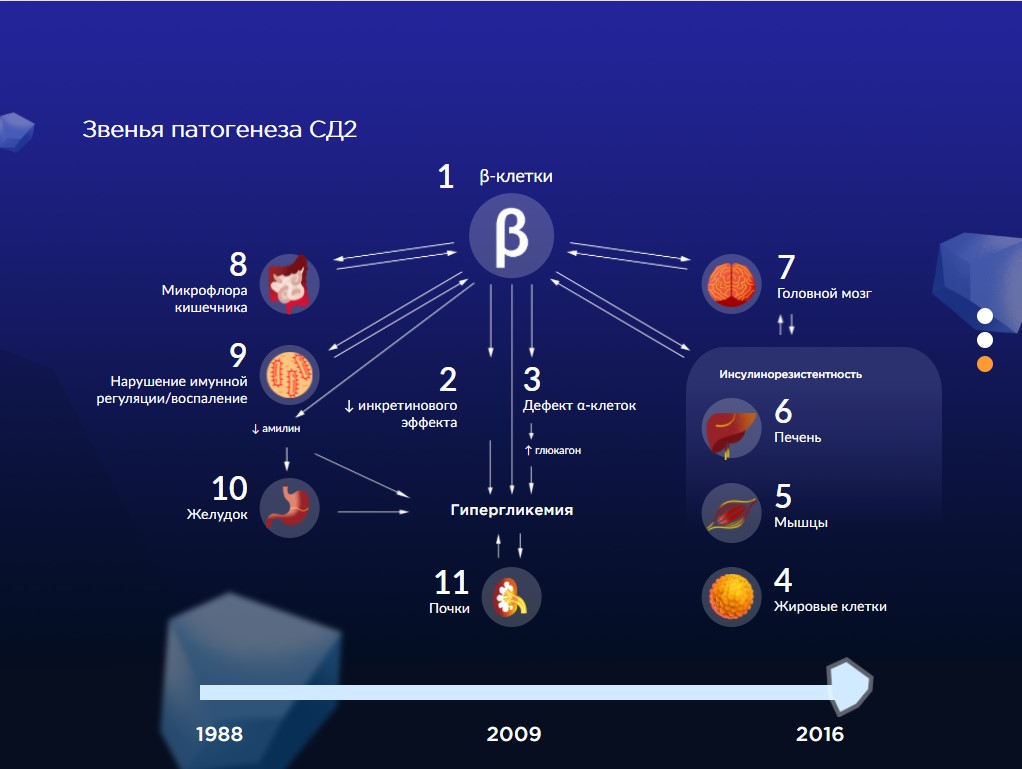 Звенья патогенеза СД2
1 β-клетки
β
8
Микрофлора
кишечника
7
Головной мозг
9
Нарушение имунной
регуляции/воспаление
↓ амилин
2
↓ инкретинового
эффекта
3
Дефект α-клеток
↑ глюкагон
Инсулинорезистентность
6
Печень
10
Желудок
Гипергликемия
5
Мышцы
11
Почки
4
Жировые клетки
1988 2009 2016